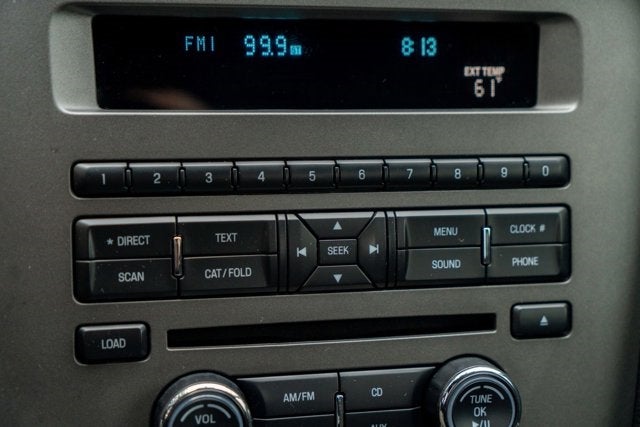 FM1 99.9 8:13
EXT TEMP
61°F
1 2 3 4 5 6 7 8 9 0
* DIRECT TEXT SEEK MENU CLOCK #
SCAN CAT/FOLD SOUND PHONE
LOAD
AM/FM CD
VOL AUX TUNE
OK